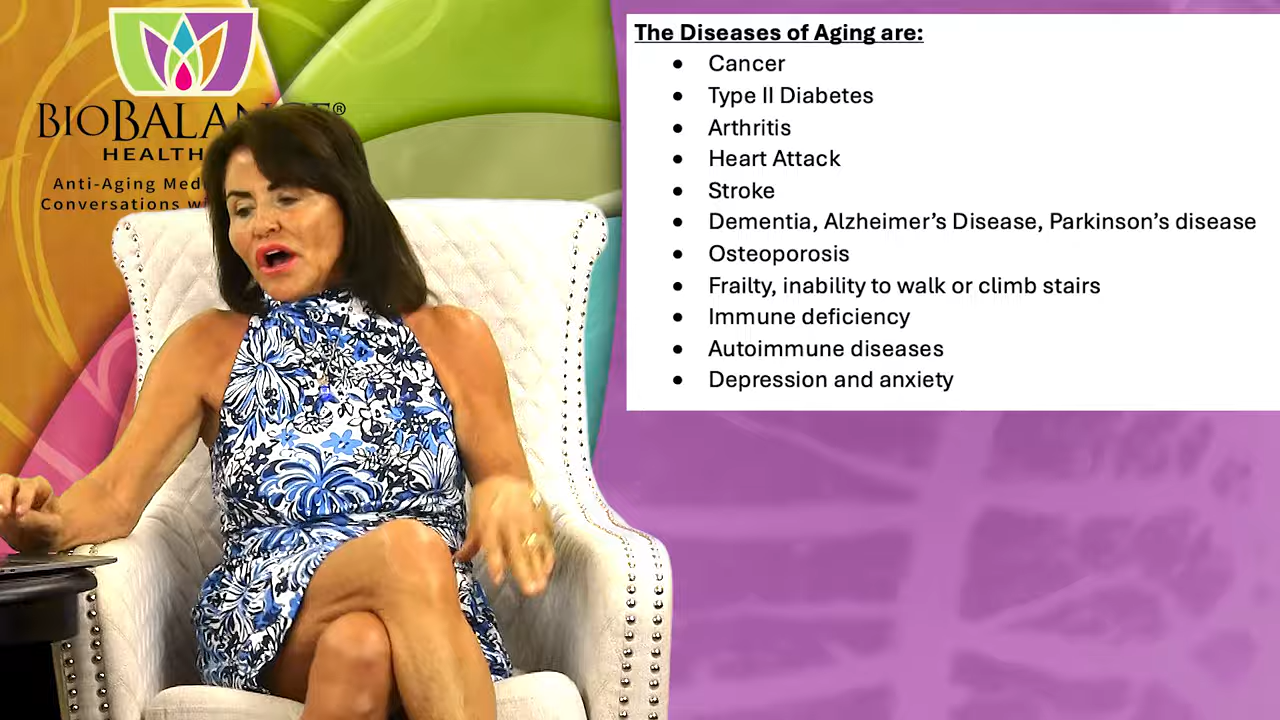 BIOBALA
®
HEALTH
Anti-Aging Med
Conversations w
The Diseases of Aging are:
• Cancer
• Type II Diabetes
• Arthritis
• Heart Attack
• Stroke
• Dementia, Alzheimer’s Disease, Parkinson’s disease
• Osteoporosis
• Frailty, inability to walk or climb stairs
• Immune deficiency
• Autoimmune diseases
• Depression and anxiety